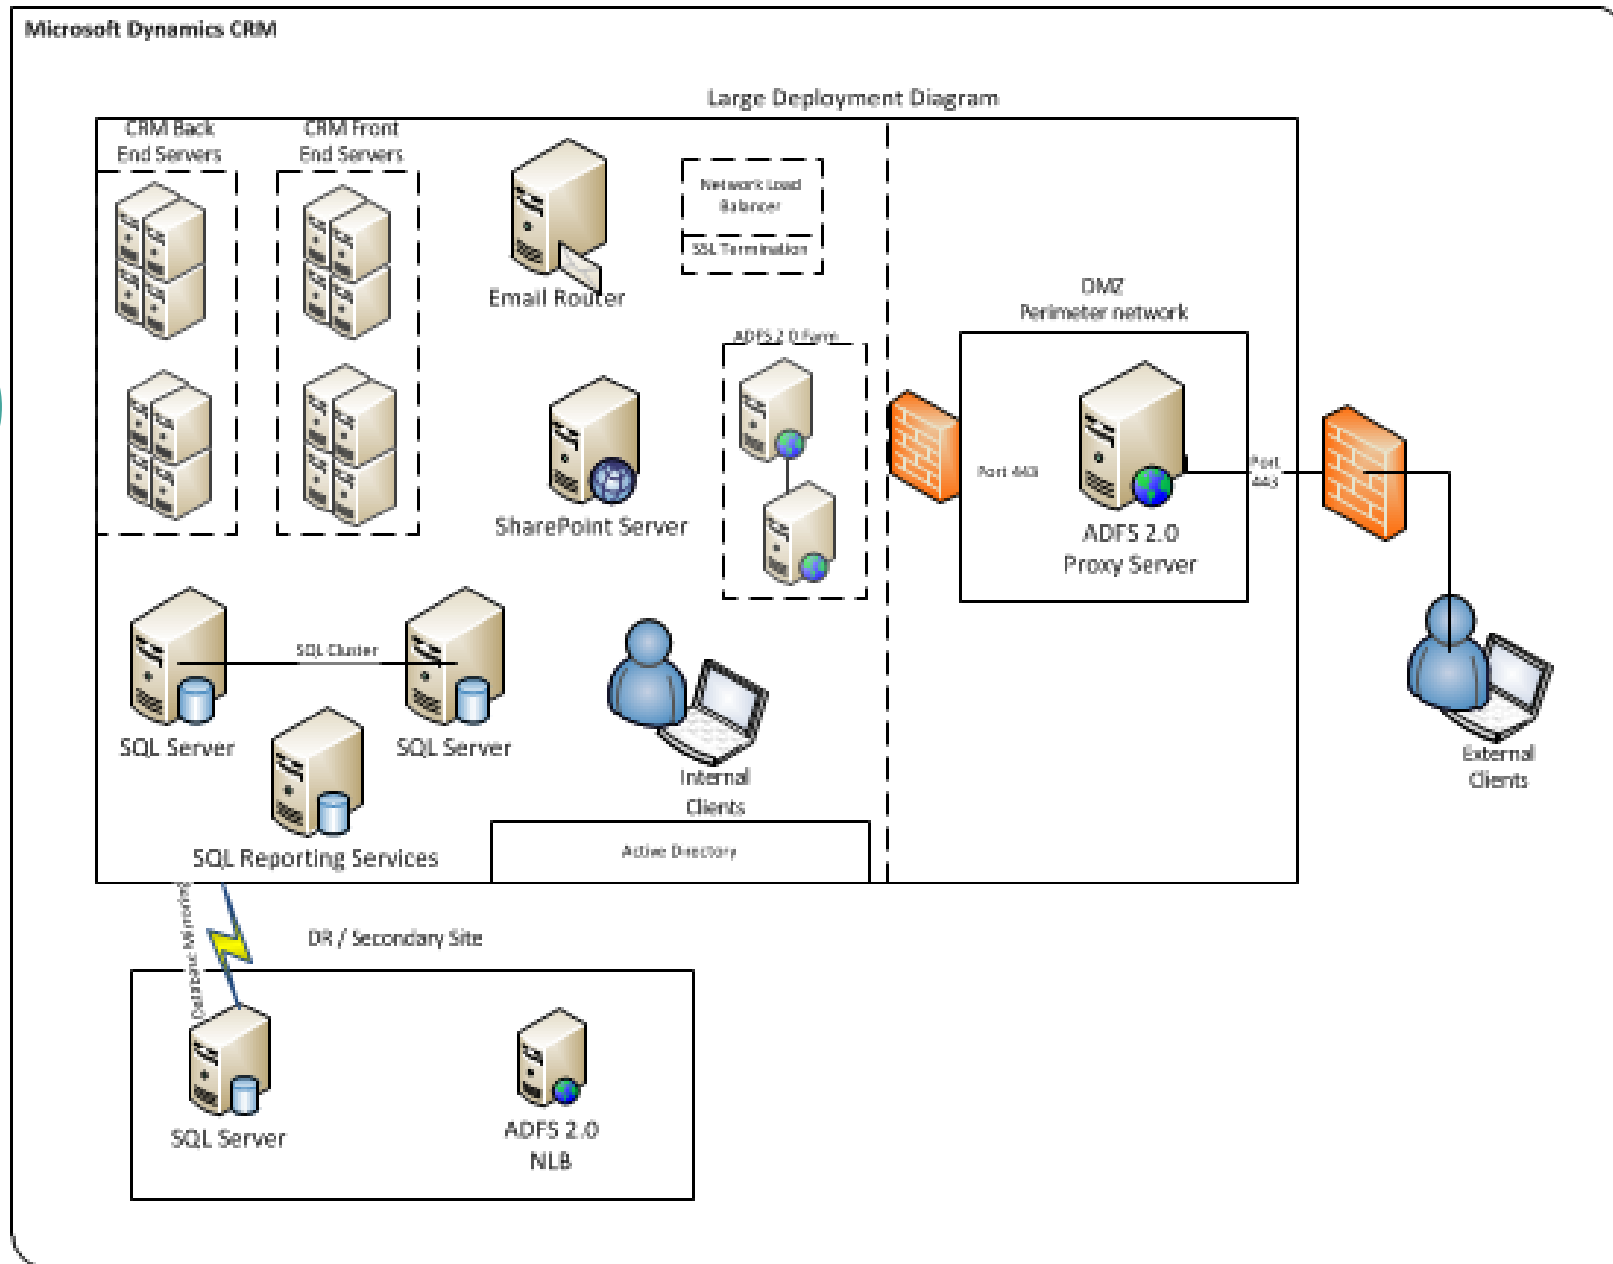 Microsoft Dynamics CRM
Large Deployment Diagram
CRM Back
End Servers
CRM Front
End Servers
Email Router
Network Load
Balancer
SSL Termination
DMZ
Perimeter network
ADFS 2.0 Farm
Port 443
Port
443
SharePoint Server
ADFS 2.0
Proxy Server
SQL Cluster
SQL Server
SQL Server
Internal
Clients
External
Clients
SQL Reporting Services
Active Directory
Database Mirroring
DR / Secondary Site
SQL Server
ADFS 2.0
NLB